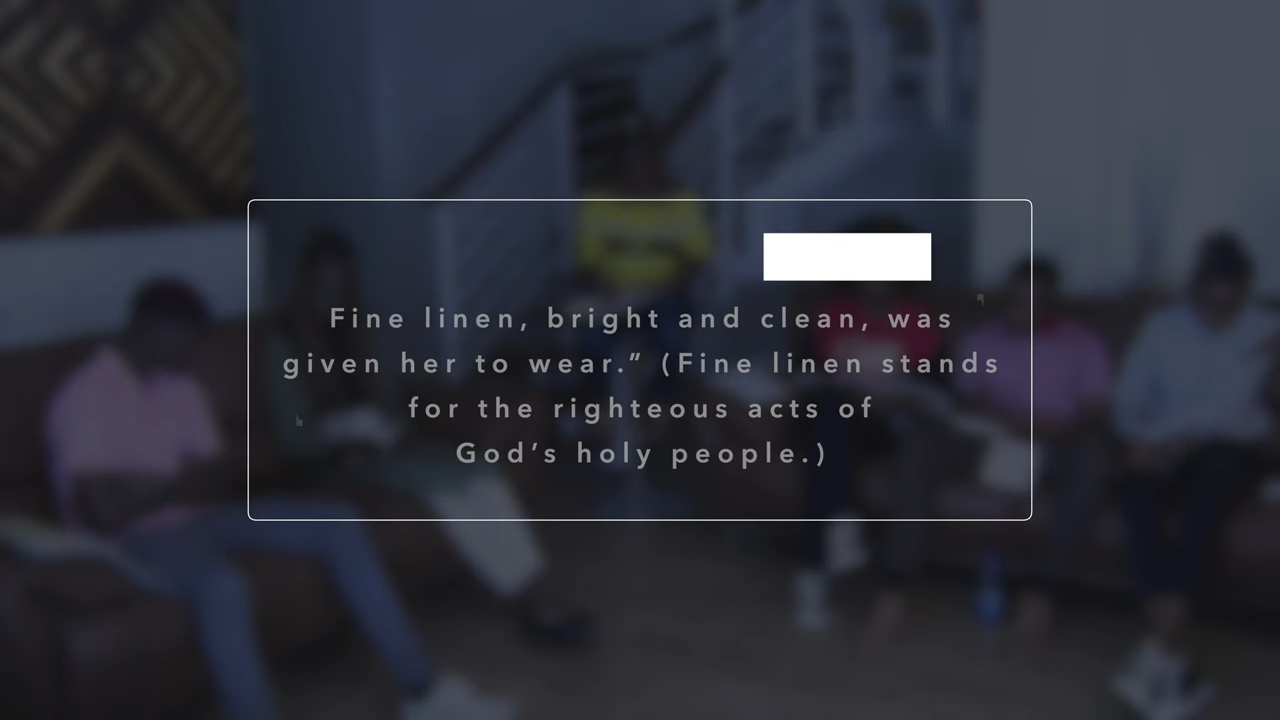 Fine linen, bright and clean, was
given her to wear.” (Fine linen stands
for the righteous acts of
God’s holy people.)